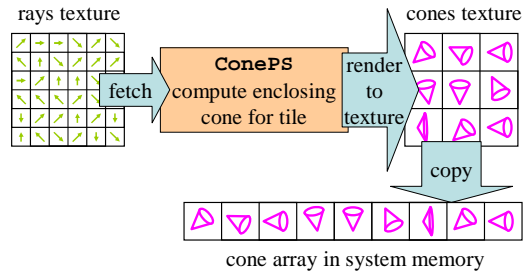 rays texture
cones texture
fetch
ConePS
compute enclosing
cone for tile
render
to
texture
copy
cone array in system memory